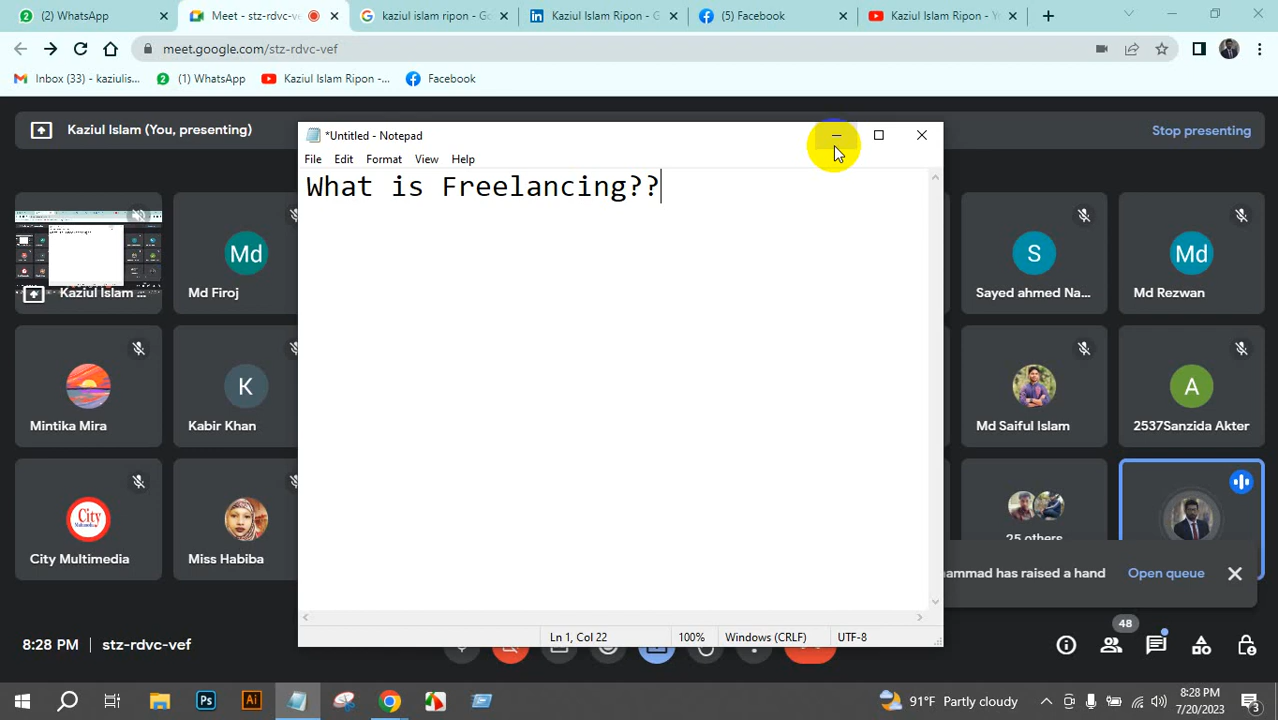 (2) WhatsApp
Meet - stz-rdvc-v
kaziul islam ripon - Go
Kaziul Islam Ripon - G
(5) Facebook
Kaziul Islam Ripon - Y
meet.google.com/stz-rdvc-vef
Inbox (33) - kaziulis...
(1) WhatsApp
Kaziul Islam Ripon -...
Facebook
Kaziul Islam (You, presenting)
Stop presenting
*Untitled - Notepad
File Edit Format View Help
What is Freelancing??
Kaziul Islam ...
Md
Md Firoj
S
Sayed ahmed Na...
Md
Md Rezwan
Mintika Mira
K
Kabir Khan
Md Saiful Islam
A
2537Sanzida Akter
City
City Multimedia
Miss Habiba
25 others
ammad has raised a hand
Open queue
Ln 1, Col 22
100%
Windows (CRLF)
UTF-8
8:28 PM | stz-rdvc-vef
48
Ps
Ai
91°F Partly cloudy
8:28 PM
7/20/2023
3